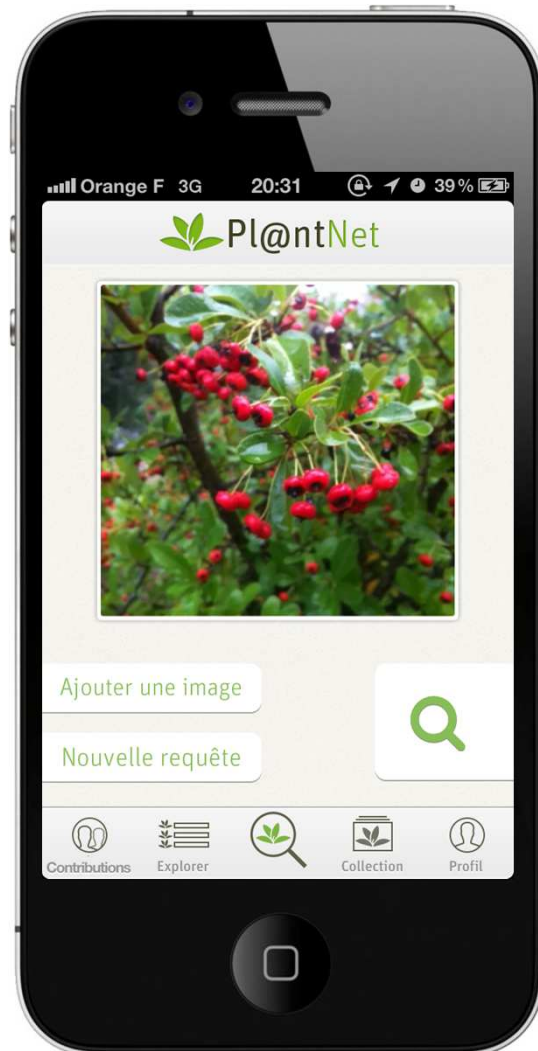 Orange F 3G 20:31 39 %
Pl@ntNet
Ajouter une image
Nouvelle requête
Contributions Explorer Collection Profil